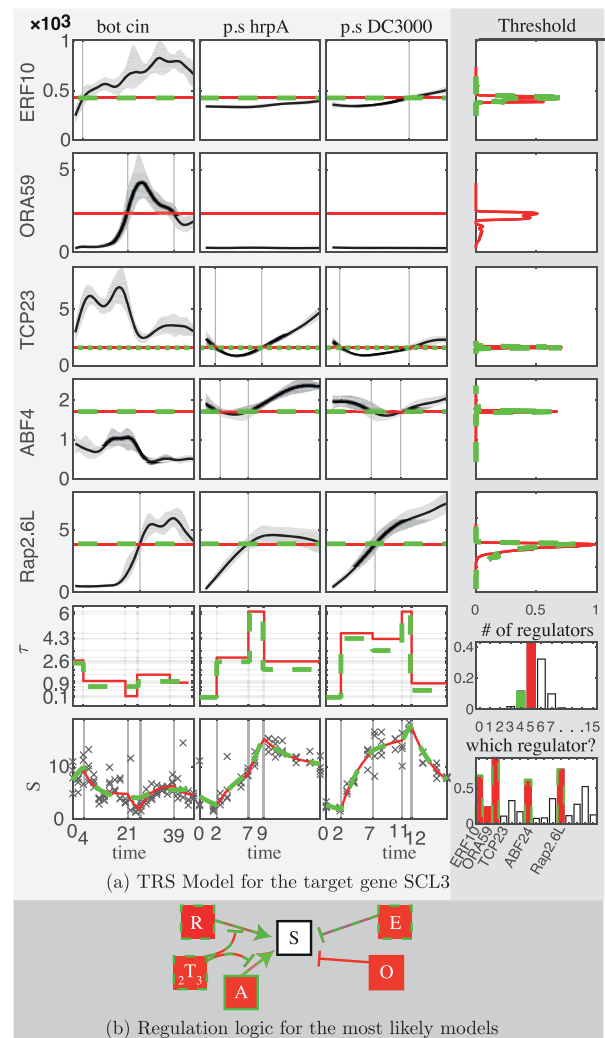 ×10³ bot cin p.s hrpA p.s DC3000 Threshold
ERF10 1 0.5 0
ORA59 5 0
TCP23 5 0
ABF4 2 1 0
Rap2.6L 5 0
0 0.5 1
τ 6 4.3 2.6 0.9 0.1
# of regulators
0.4 0.2 0
0 1 2 3 4 5 6 7 . . . 15
which regulator?
0.5 0
ERF10 ORA59 TCP23 ABF24 Rap2.6L
S 10 0
0 4 21 39 0 2 7 9 0 2 7 11 12
time time time
(a) TRS Model for the target gene SCL3
R S E
2T3 A O
(b) Regulation logic for the most likely models